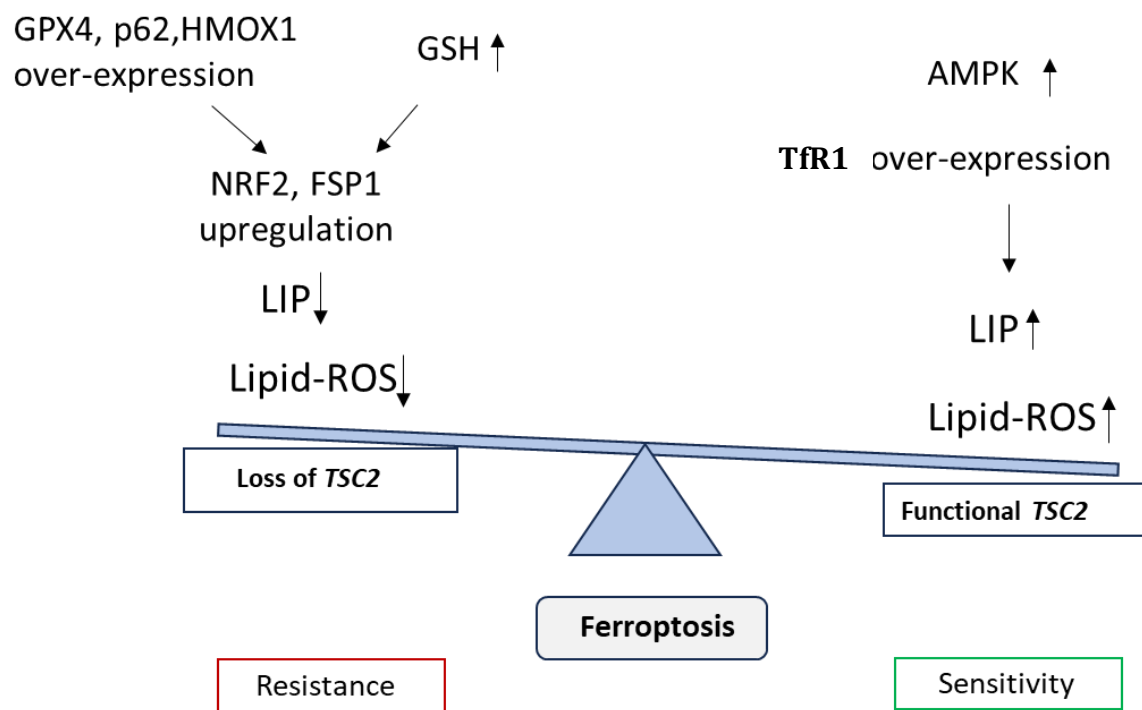 GPX4, p62,HMOX1
over-expression
GSH
NRF2, FSP1
upregulation
LIP
Lipid-ROS
Loss of TSC2
AMPK
TfR1 over-expression
LIP
Lipid-ROS
Functional TSC2
Ferroptosis
Resistance
Sensitivity